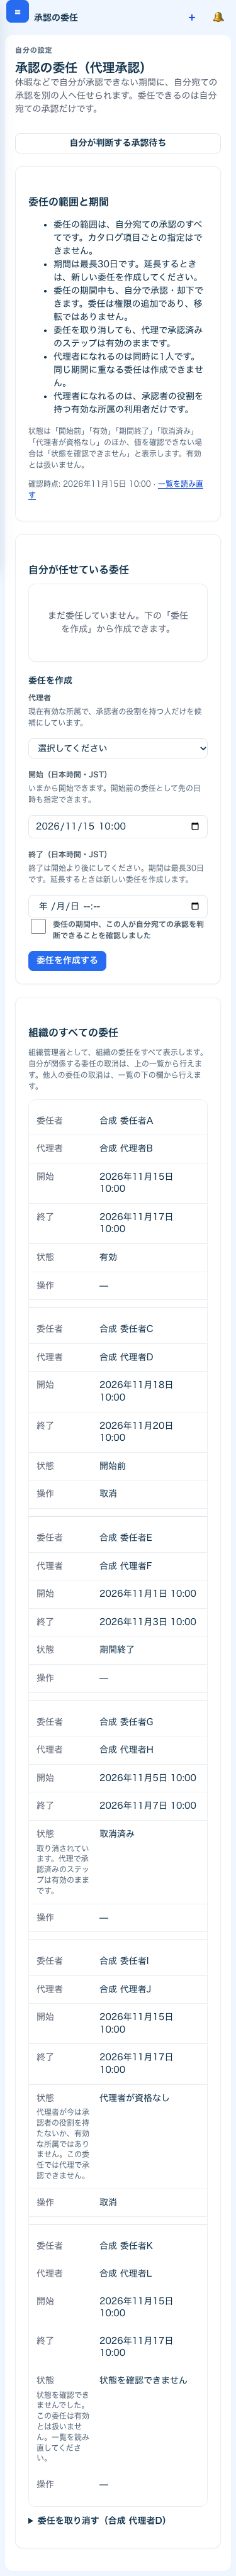 承認の委任
自分の設定
承認の委任（代理承認）
休暇などで自分が承認できない期間に、自分宛ての
承認を別の人へ任せられます。委任できるのは自分
宛ての承認だけです。
自分が判断する承認待ち
委任の範囲と期間
委任の範囲は、自分宛ての承認のすべ
てです。カタログ項目ごとの指定はで
きません。
期間は最長30日です。延長するとき
は、新しい委任を作成してください。
委任の期間中も、自分で承認・却下で
きます。委任は権限の追加であり、移
転ではありません。
委任を取り消しても、代理で承認済み
のステップは有効のままです。
代理者になれるのは同時に1人です。
同じ期間に重なる委任は作成できませ
ん。
代理者になれるのは、承認者の役割を
持つ有効な所属の利用者だけです。
状態は「開始前」「有効」「期間終了」「取消済み」
「代理者が資格なし」のほか、値を確認できない場
合は「状態を確認できません」と表示します。有効
とは扱いません。
確認時点: 2026年11月15日 10:00 - 一覧を読み直
す
自分が任せている委任
まだ委任していません。下の「委任
を作成」から作成できます。
委任を作成
代理者
現在有効な所属で、承認者の役割を持つ人だけを候
補にしています。
選択してください
開始（日本時間・JST）
いまから開始できます。開始前の委任として先の日
時も指定できます。
2026/11/15 10:00
終了（日本時間・JST）
終了は開始より後にしてください。期間は最長30日
です。延長するときは新しい委任を作成します。
年 /月/日 --:--
委任の期間中、この人が自分宛ての承認を判
断できることを確認しました
委任を作成する
組織のすべての委任
組織管理者として、組織の委任をすべて表示します。
自分が関係する委任の取消は、上の一覧から行えま
す。他人の委任の取消は、一覧の下の欄から行えま
す。
委任者 合成 委任者A
代理者 合成 代理者B
開始 2026年11月15日
10:00
終了 2026年11月17日
10:00
状態 有効
操作 —
委任者 合成 委任者C
代理者 合成 代理者D
開始 2026年11月18日
10:00
終了 2026年11月20日
10:00
状態 開始前
操作 取消
委任者 合成 委任者E
代理者 合成 代理者F
開始 2026年11月1日 10:00
終了 2026年11月3日 10:00
状態 期間終了
操作 —
委任者 合成 委任者G
代理者 合成 代理者H
開始 2026年11月5日 10:00
終了 2026年11月7日 10:00
状態 取消済み
取り消されてい
ます。代理で承
認済みのステッ
プは有効のまま
です。
操作 —
委任者 合成 委任者I
代理者 合成 代理者J
開始 2026年11月15日
10:00
終了 2026年11月17日
10:00
状態 代理者が資格なし
代理者が今は承
認者の役割を持
たないか、有効
な所属ではあり
ません。この委
任では代理で承
認できません。
操作 取消
委任者 合成 委任者K
代理者 合成 代理者L
開始 2026年11月15日
10:00
終了 2026年11月17日
10:00
状態 状態を確認できません
状態を確認でき
ませんでした。
この委任は有効
とは扱いませ
ん。一覧を読み
直してくださ
い。
操作 —
委任を取り消す（合成 代理者D）